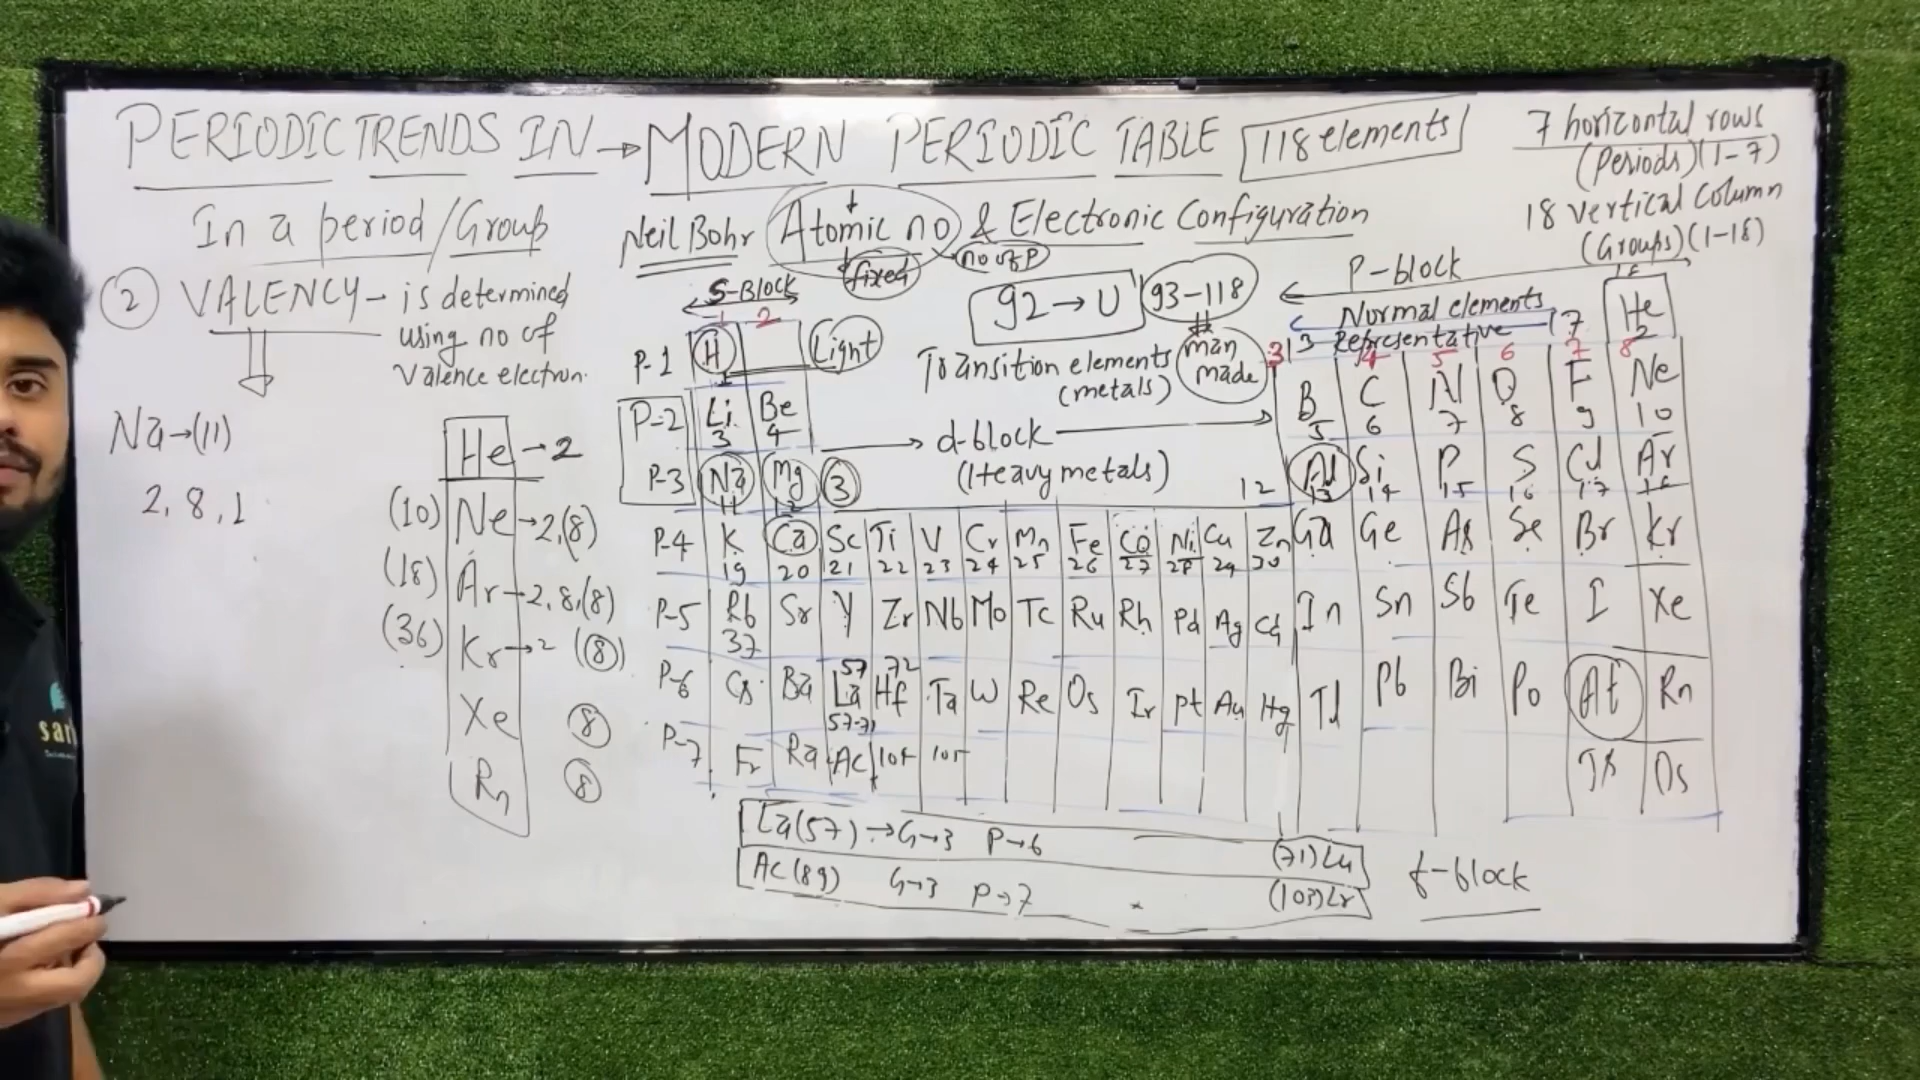 PERIODIC TRENDS IN → MODERN PERIODIC TABLE 118 elements
7 horizontal rows
(Periods) (1-7)
18 vertical column
(Groups) (1-18)
In a period/Group
Neil Bohr Atomic no & Electronic Configuration
fixed no of P
② VALENCY - is determined
using no of
Valence electron.
Na→(11)
2, 8, 1
He → 2
(10) Ne → 2,(8)
(18) Ar → 2,8,(8)
(36) Kr → 2 (8)
Xe 8
Rn 8
S-Block
1 2
92 → U 93-118
man
made
P-block
Normal elements
Representative
Transition elements
(metals)
Light
→ d-block →
(Heavy metals)
3 12
13 17 18
3 4 5 6 7 8
P-1 H He
1 2
P-2 Li Be B C N O F Ne
3 4 5 6 7 8 9 10
P-3 Na Mg Al Si P S Cl Ar
11 12 13 14 15 16 17 18
P-4 K Ca Sc Ti V Cr Mn Fe Co Ni Cu Zn Ga Ge As Se Br Kr
19 20 21 22 23 24 25 26 27 28 29 30
P-5 Rb Sr Y Zr Nb Mo Tc Ru Rh Pd Ag Cd In Sn Sb Te I Xe
37
57 72
P-6 Cs Ba La Hf Ta W Re Os Ir Pt Au Hg Tl Pb Bi Po At Rn
57-71
P-7 Fr Ra Ac 104 105 Ts Os
La(57) → G→3 P→6 (71)Lu
AC(89) G→3 P→7 (103)Lr
f-block
san